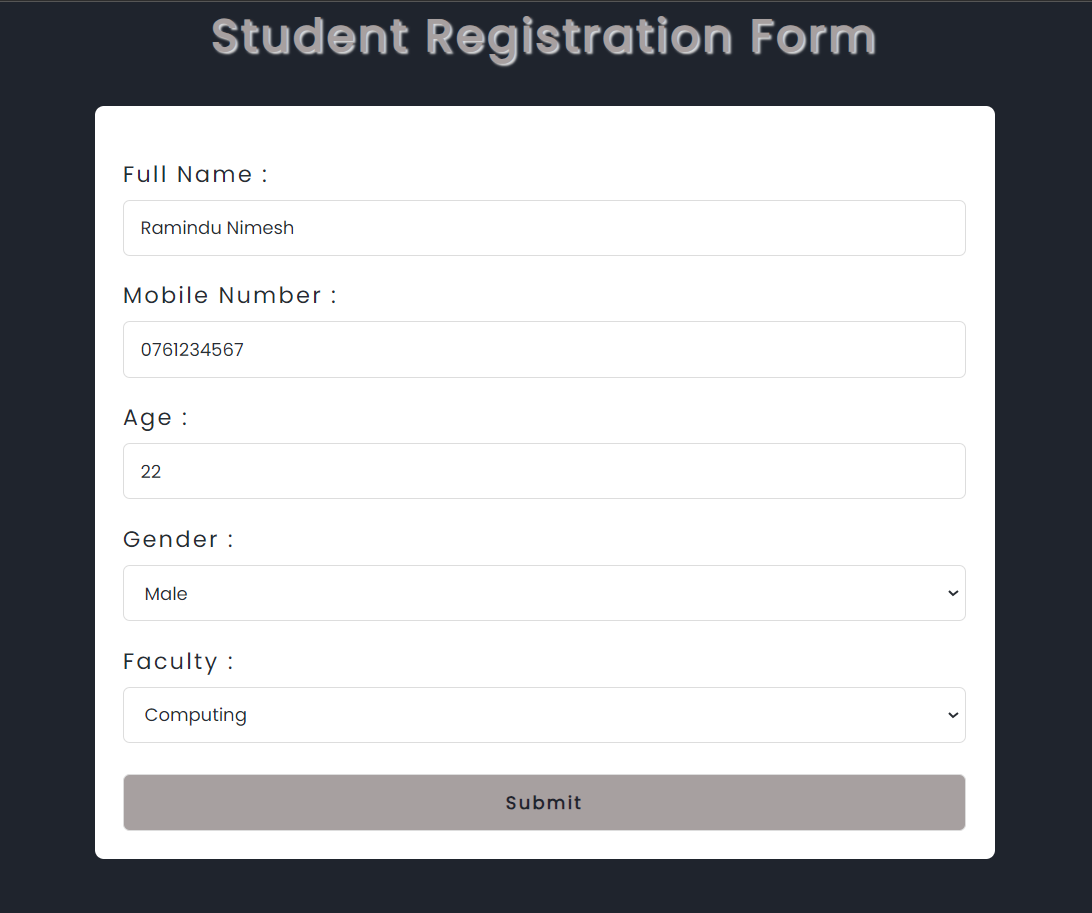 Student Registration Form
Full Name :
Ramindu Nimesh
Mobile Number :
0761234567
Age :
22
Gender :
Male
Faculty :
Computing
Submit